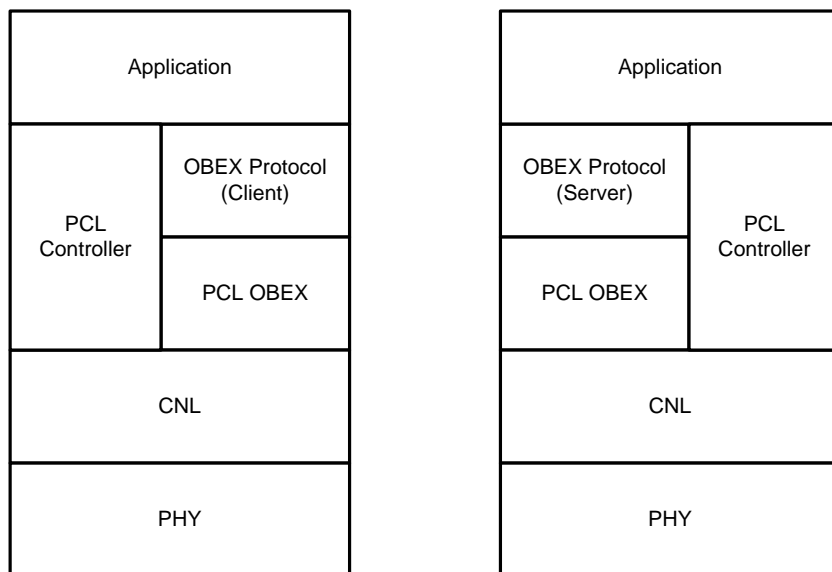 Application
OBEX Protocol
(Client)
PCL
Controller
PCL OBEX
CNL
PHY
Application
OBEX Protocol
(Server)
PCL
Controller
PCL OBEX
CNL
PHY